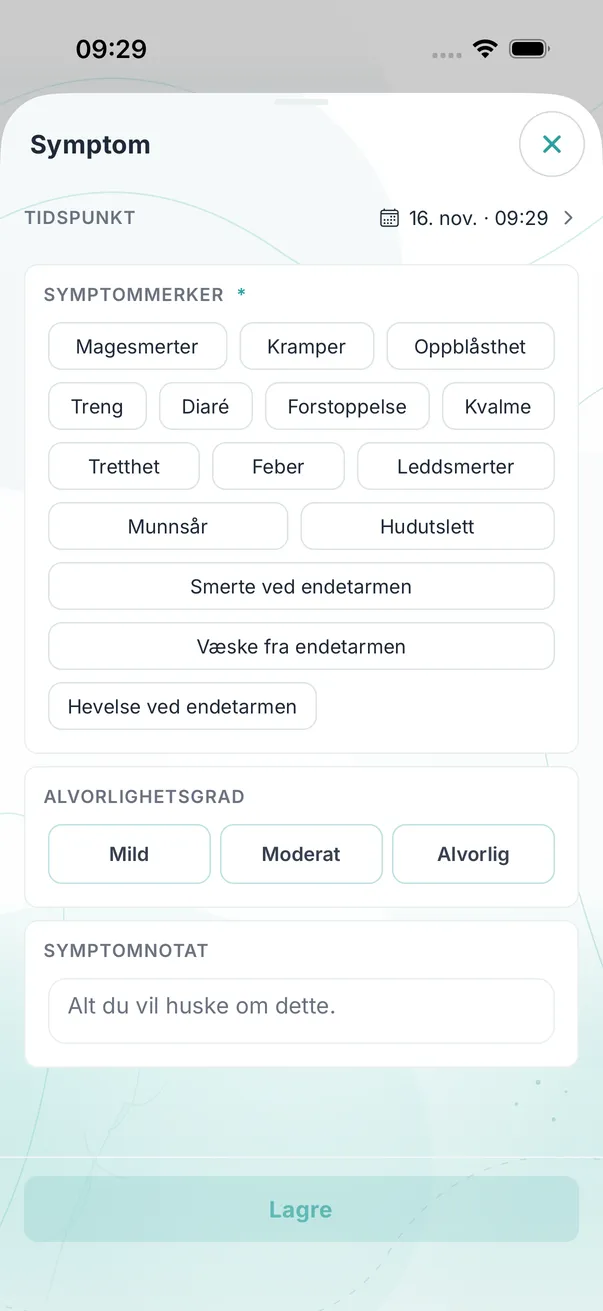 09:29
Symptom
TIDSPUNKT 16. nov. · 09:29
SYMPTOMMERKER *
Magesmerter Kramper Oppblåsthet
Treng Diaré Forstoppelse Kvalme
Tretthet Feber Leddsmerter
Munnsår Hudutslett
Smerte ved endetarmen
Væske fra endetarmen
Hevelse ved endetarmen
ALVORLIGHETSGRAD
Mild Moderat Alvorlig
SYMPTOMNOTAT
Alt du vil huske om dette.
Lagre